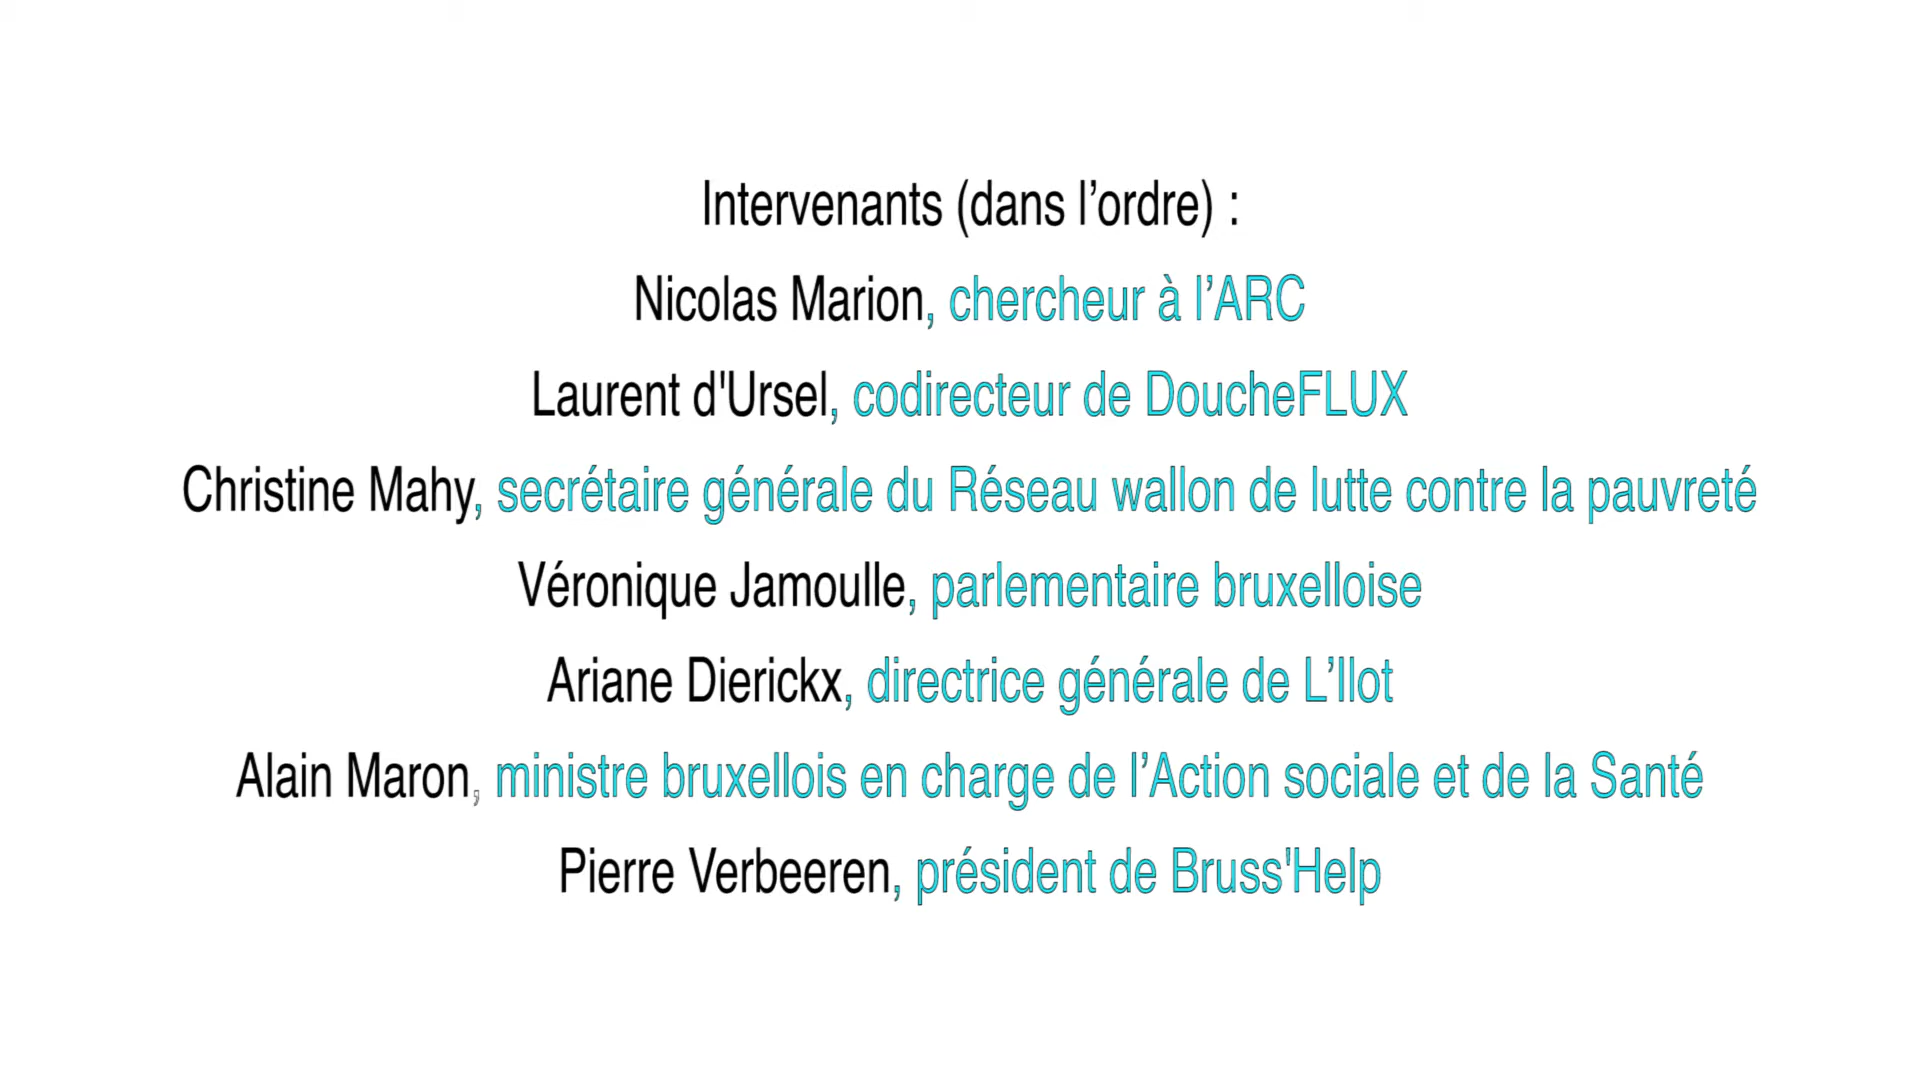 Intervenants (dans l’ordre) :
Nicolas Marion, chercheur à l’ARC
Laurent d'Ursel, codirecteur de DoucheFLUX
Christine Mahy, secrétaire générale du Réseau wallon de lutte contre la pauvreté
Véronique Jamoulle, parlementaire bruxelloise
Ariane Dierickx, directrice générale de L’Ilot
Alain Maron, ministre bruxellois en charge de l’Action sociale et de la Santé
Pierre Verbeeren, président de Bruss'Help